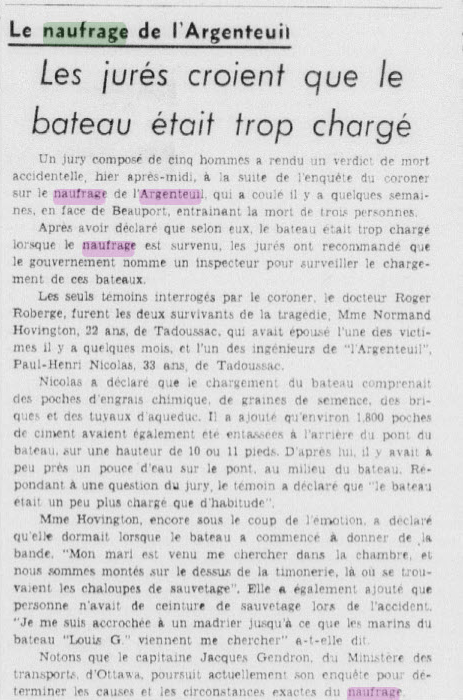 Le naufrage de l'Argenteuil
Les jurés croient que le
bateau était trop chargé
Un jury composé de cinq hommes a rendu un verdict de mort
accidentelle, hier après-midi, à la suite de l'enquête du coroner
sur le naufrage de l'Argenteuil, qui a coulé il y a quelques semai-
nes, en face de Beauport, entraînant la mort de trois personnes.
Après avoir déclaré que selon eux, le bateau était trop chargé
lorsque le naufrage est survenu, les jurés ont recommandé que
le gouvernement nomme un inspecteur pour surveiller le charge-
ment de ces bateaux.
Les seuls témoins interrogés par le coroner, le docteur Roger
Roberge, furent les deux survivants de la tragédie, Mme Normand
Hovington, 22 ans, de Tadoussac, qui avait épousé l'une des victi-
mes il y a quelques mois, et l'un des ingénieurs de "l'Argenteuil",
Paul-Henri Nicolas, 33 ans, de Tadoussac.
Nicolas a déclaré que le chargement du bateau comprenait
des poches d'engrais chimique, de graines de semence, des bri-
ques et des tuyaux d'aqueduc. Il a ajouté qu'environ 1,800 poches
de ciment avaient également été entassées à l'arrière du pont du
bateau, sur une hauteur de 10 ou 11 pieds. D'après lui, il y avait à
peu près un pouce d'eau sur le pont, au milieu du bateau. Ré-
pondant à une question du jury, le témoin a déclaré que "le bateau
était un peu plus chargé que d'habitude".
Mme Hovington, encore sous le coup de l'émotion, a déclaré
qu'elle dormait lorsque le bateau a commencé à donner de la
bande. "Mon mari est venu me chercher dans la chambre, et
nous sommes montés sur le dessus de la timonerie, là où se trou-
vaient les chaloupes de sauvetage". Elle a également ajouté que
personne n'avait de ceinture de sauvetage lors de l'accident.
"Je me suis accrochée à un madrier jusqu'à ce que les marins du
bateau "Louis G." viennent me chercher" a-t-elle dit.
Notons que le capitaine Jacques Gendron, du Ministère des
transports, d'Ottawa, poursuit actuellement son enquête pour dé-
terminer les causes et les circonstances exactes du naufrage